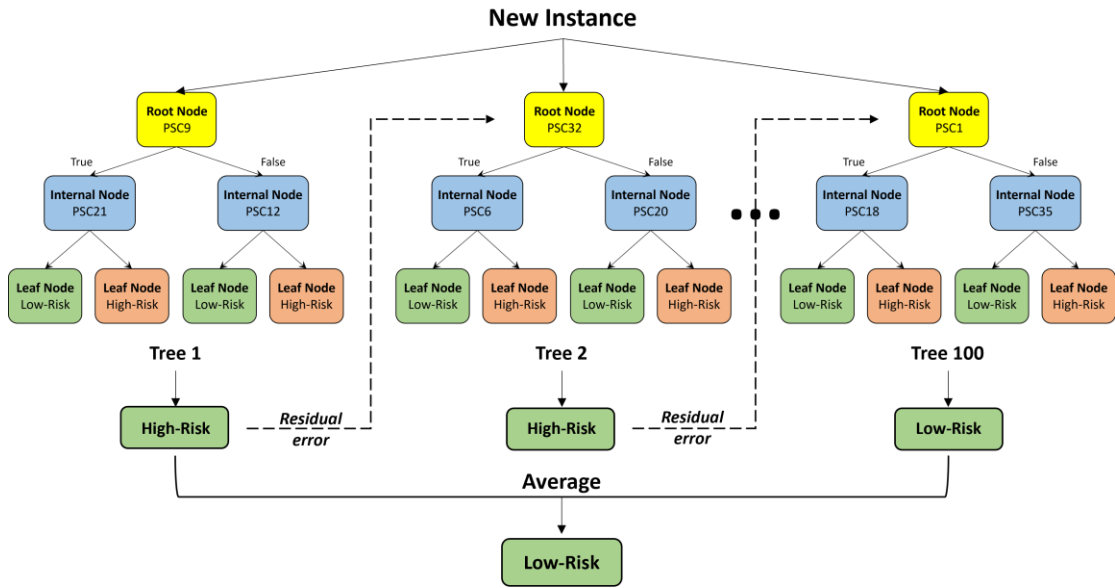 New Instance
Root Node
PSC9
Root Node
PSC32
Root Node
PSC1
True
False
True
False
True
False
Internal Node
PSC21
Internal Node
PSC12
Internal Node
PSC6
Internal Node
PSC20
Internal Node
PSC18
Internal Node
PSC35
Leaf Node
Low-Risk
Leaf Node
High-Risk
Leaf Node
Low-Risk
Leaf Node
High-Risk
Leaf Node
Low-Risk
Leaf Node
High-Risk
Leaf Node
Low-Risk
Leaf Node
High-Risk
Leaf Node
Low-Risk
Leaf Node
High-Risk
Leaf Node
Low-Risk
Leaf Node
High-Risk
Tree 1
Tree 2
Tree 100
High-Risk
Residual
error
High-Risk
Residual
error
Low-Risk
Average
Low-Risk